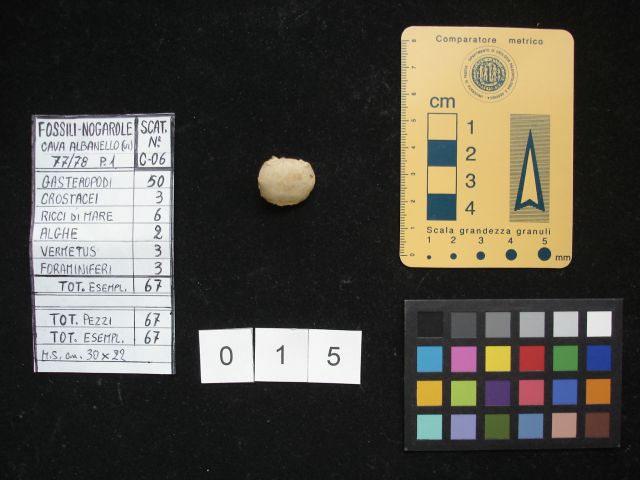 FOSSILI-NOGAROLE
CAVA ALBANELLO (VI)
77/78 P.1
SCAT.
N°
C-06
GASTEROPODI 50
CROSTACEI 3
RICCI DI MARE 6
ALGHE 2
VERMETUS 3
FORAMINIFERI 3
TOT. ESEMPL. 67
TOT. PEZZI 67
TOT. ESEMPL. 67
M.S. cm. 30 x 22
0 1 5
Comparatore metrico
cm
1
2
3
4
Scala grandezza granuli
1 2 3 4 5
mm